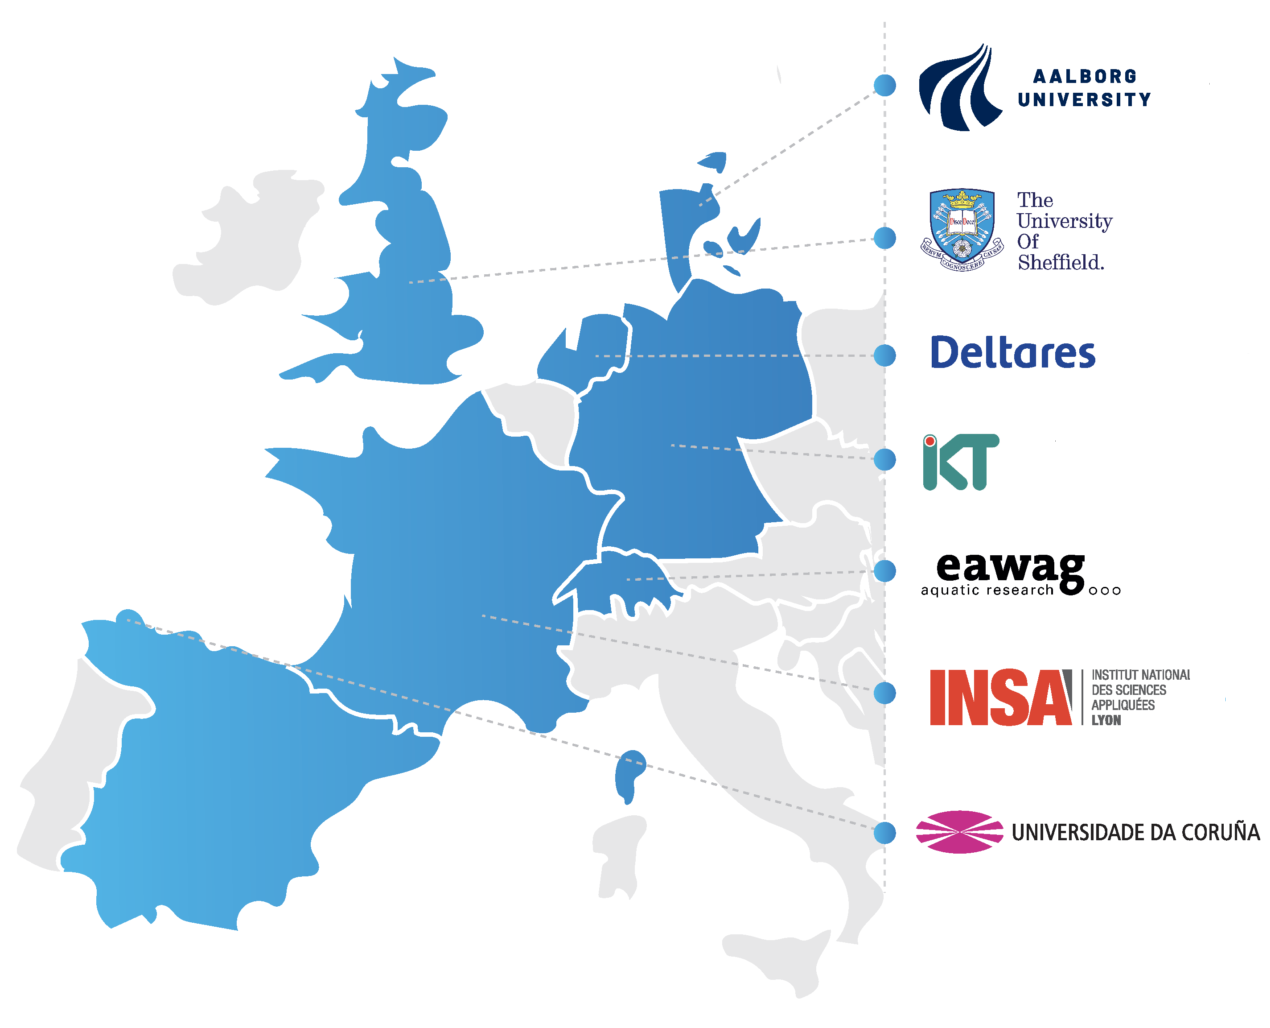 AALBORG
UNIVERSITY
The
University
Of
Sheffield.
Deltares
iKT
eawag
aquatic research
INSA
INSTITUT NATIONAL
DES SCIENCES
APPLIQUÉES
LYON
UNIVERSIDADE DA CORUÑA